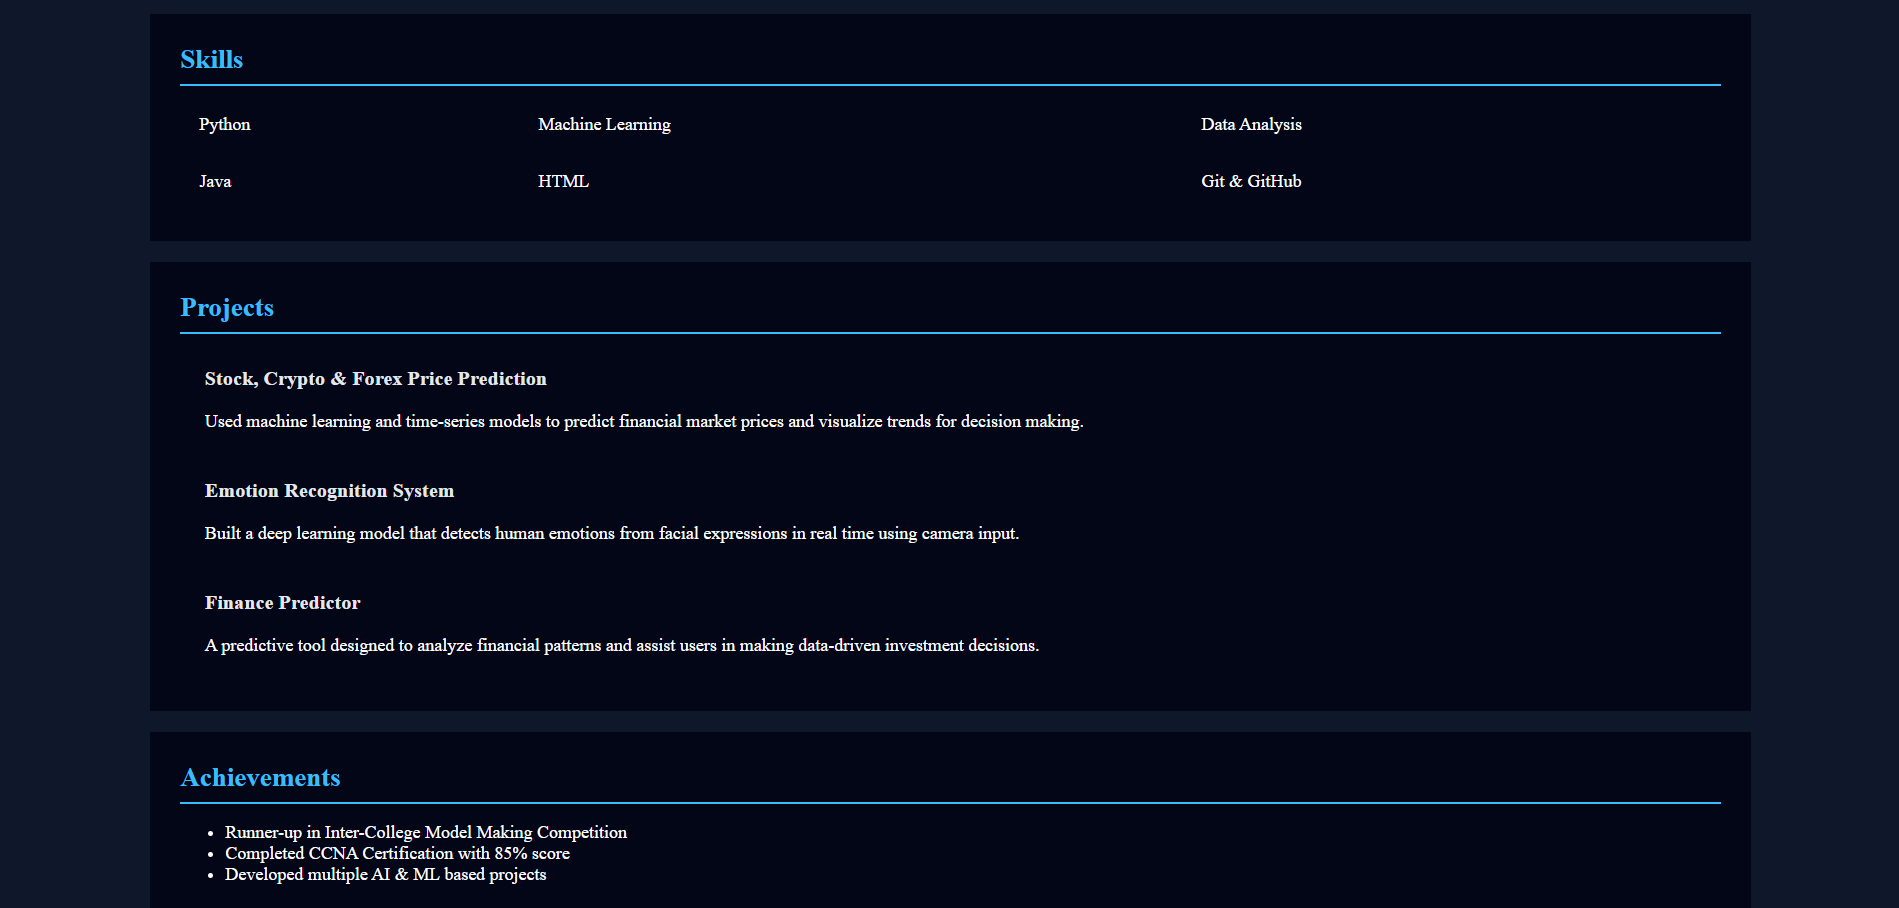 Skills
Python Machine Learning Data Analysis
Java HTML Git & GitHub
Projects
Stock, Crypto & Forex Price Prediction
Used machine learning and time-series models to predict financial market prices and visualize trends for decision making.
Emotion Recognition System
Built a deep learning model that detects human emotions from facial expressions in real time using camera input.
Finance Predictor
A predictive tool designed to analyze financial patterns and assist users in making data-driven investment decisions.
Achievements
• Runner-up in Inter-College Model Making Competition
• Completed CCNA Certification with 85% score
• Developed multiple AI & ML based projects